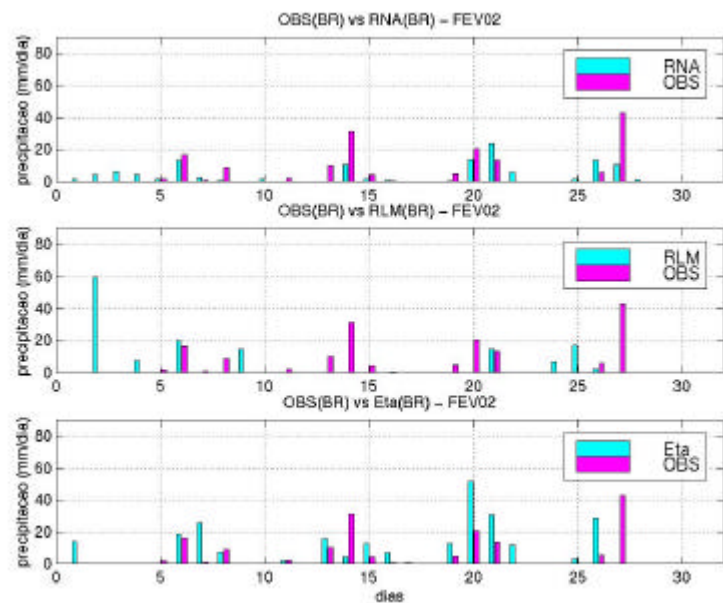 OBS(BR) vs RNA(BR) - FEV02
precipitacao (mm/dia)
80
60
40
20
0
RNA
OBS
0 5 10 15 20 25 30
OBS(BR) vs RLM(BR) - FEV02
precipitacao (mm/dia)
80
60
40
20
0
RLM
OBS
0 5 10 15 20 25 30
OBS(BR) vs Eta(BR) - FEV02
precipitacao (mm/dia)
80
60
40
20
0
Eta
OBS
0 5 10 15 20 25 30
dias